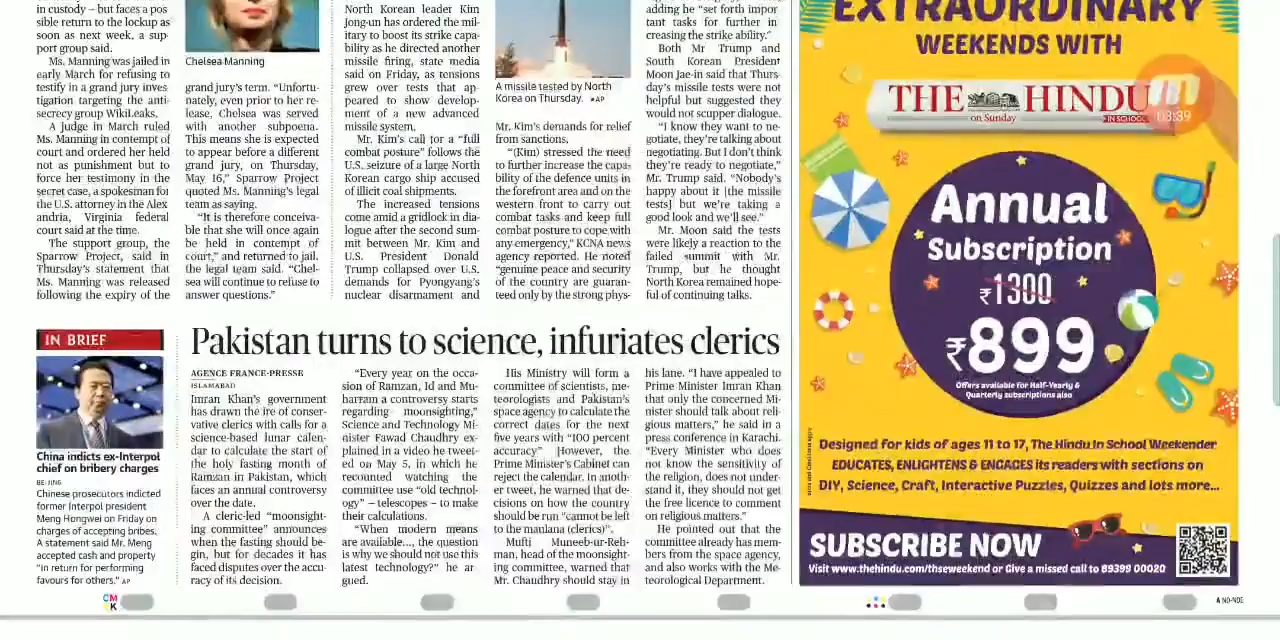 in custody – but faces a pos
sible return to the lockup as
soon as next week, a sup-
port group said.
Ms. Manning was jailed in
early March for refusing to
testify in a grand jury inves
tigation targeting the anti-
secrecy group WikiLeaks.
A judge in March ruled
Ms. Manning in contempt of
court and ordered her held
not as punishment but to
force her testimony in the
secret case, a spokesman for
the U.S. attorney in the Alex
andria, Virginia federal
court said at the time.
The support group, the
Sparrow Project, said in
Thursday's statement that
Ms. Manning was released
following the expiry of the
Chelsea Manning
grand jury's term. “Unfortu-
nately, even prior to her re-
lease, Chelsea was served
with another subpoena.
This means she is expected
to appear before a different
grand jury, on Thursday,
May 16,” Sparrow Project
quoted Ms. Manning's legal
team as saying.
“It is therefore conceiva-
ble that she will once again
be held in contempt of
court,” and returned to jail,
the legal team said. “Chel-
sea will continue to refuse to
answer questions.”
North Korean leader Kim
Jong-un has ordered the mil-
itary to boost its strike capa-
bility as he directed another
missile firing, state media
said on Friday, as tensions
grew over tests that ap-
peared to show develop-
ment of a new advanced
missile system.
Mr. Kim's call for a “full
combat posture” follows the
U.S. seizure of a large North
Korean cargo ship accused
of illicit coal shipments.
The increased tensions
come amid a gridlock in dia-
logue after the second sum-
mit between Mr. Kim and
U.S. President Donald
Trump collapsed over U.S.
demands for Pyongyang's
nuclear disarmament and
A missile tested by North
Korea on Thursday. •AP
Mr. Kim's demands for relief
from sanctions.
“(Kim) stressed the need
to further increase the capa-
bility of the defence units in
the forefront area and on the
western front to carry out
combat tasks and keep full
combat posture to cope with
any emergency,” KCNA news
agency reported. He noted
“genuine peace and security
of the country are guaran-
teed only by the strong phys-
adding he “set forth impor
tant tasks for further in
creasing the strike ability.”
Both Mr Trump and
South Korean President
Moon Jae-in said that Thurs-
day's missile tests were not
helpful but suggested they
would not scupper dialogue.
“I know they want to ne-
gotiate, they're talking about
negotiating. But I don't think
they're ready to negotiate,”
Mr. Trump said. “Nobody's
happy about it [the missile
tests] but we're taking a
good look and we'll see.”
Mr. Moon said the tests
were likely a reaction to the
failed summit with Mr.
Trump, but he thought
North Korea remained hope-
ful of continuing talks.
IN BRIEF
China indicts ex-Interpol
chief on bribery charges
BEIJING
Chinese prosecutors indicted
former Interpol president
Meng Hongwei on Friday on
charges of accepting bribes.
A statement said Mr. Meng
accepted cash and property
“in return for performing
favours for others.” AP
Pakistan turns to science, infuriates clerics
AGENCE FRANCE-PRESSE
ISLAMABAD
Imran Khan's government
has drawn the ire of conser-
vative clerics with calls for a
science-based lunar calen-
dar to calculate the start of
the holy fasting month of
Ramzan in Pakistan, which
faces an annual controversy
over the date.
A cleric-led “moonsight-
ing committee” announces
when the fasting should be-
gin, but for decades it has
faced disputes over the accu-
racy of its decision.
“Every year on the occa-
sion of Ramzan, Id and Mu-
harram a controversy starts
regarding moonsighting,”
Science and Technology Mi-
nister Fawad Chaudhry ex-
plained in a video he tweet-
ed on May 5, in which he
recounted watching the
committee use “old technol-
ogy” – telescopes – to make
their calculations.
“When modern means
are available..., the question
is why we should not use this
latest technology?” he ar-
gued.
His Ministry will form a
committee of scientists, me-
teorologists and Pakistan's
space agency to calculate the
correct dates for the next
five years with “100 percent
accuracy” However, the
Prime Minister's Cabinet can
reject the calendar. In anoth-
er tweet, he warned that de-
cisions on how the country
should be run “cannot be left
to the maulana (clerics)”.
Mufti Muneeb-ur-Reh-
man, head of the moonsight-
ing committee, warned that
Mr. Chaudhry should stay in
his lane. “I have appealed to
Prime Minister Imran Khan
that only the concerned Mi-
nister should talk about reli-
gious matters,” he said in a
press conference in Karachi.
“Every Minister who does
not know the sensitivity of
the religion, does not under-
stand it, they should not get
the free licence to comment
on religious matters.”
He pointed out that the
committee already has mem-
bers from the space agency,
and also works with the Me-
teorological Department.
EXTRAORDINARY
WEEKENDS WITH
THE HINDU
on Sunday
IN SCHOOL
03:39
Annual
Subscription
₹1300
₹899
Offers available for Half-Yearly &
Quarterly subscriptions also
Designed for kids of ages 11 to 17, The Hindu In School Weekender
EDUCATES, ENLIGHTENS & ENGAGES its readers with sections on
DIY, Science, Craft, Interactive Puzzles, Quizzes and lots more...
SUBSCRIBE NOW
Visit www.thehindu.com/thseweekend or Give a missed call to 89399 00020
CM
K
A ND-NDE